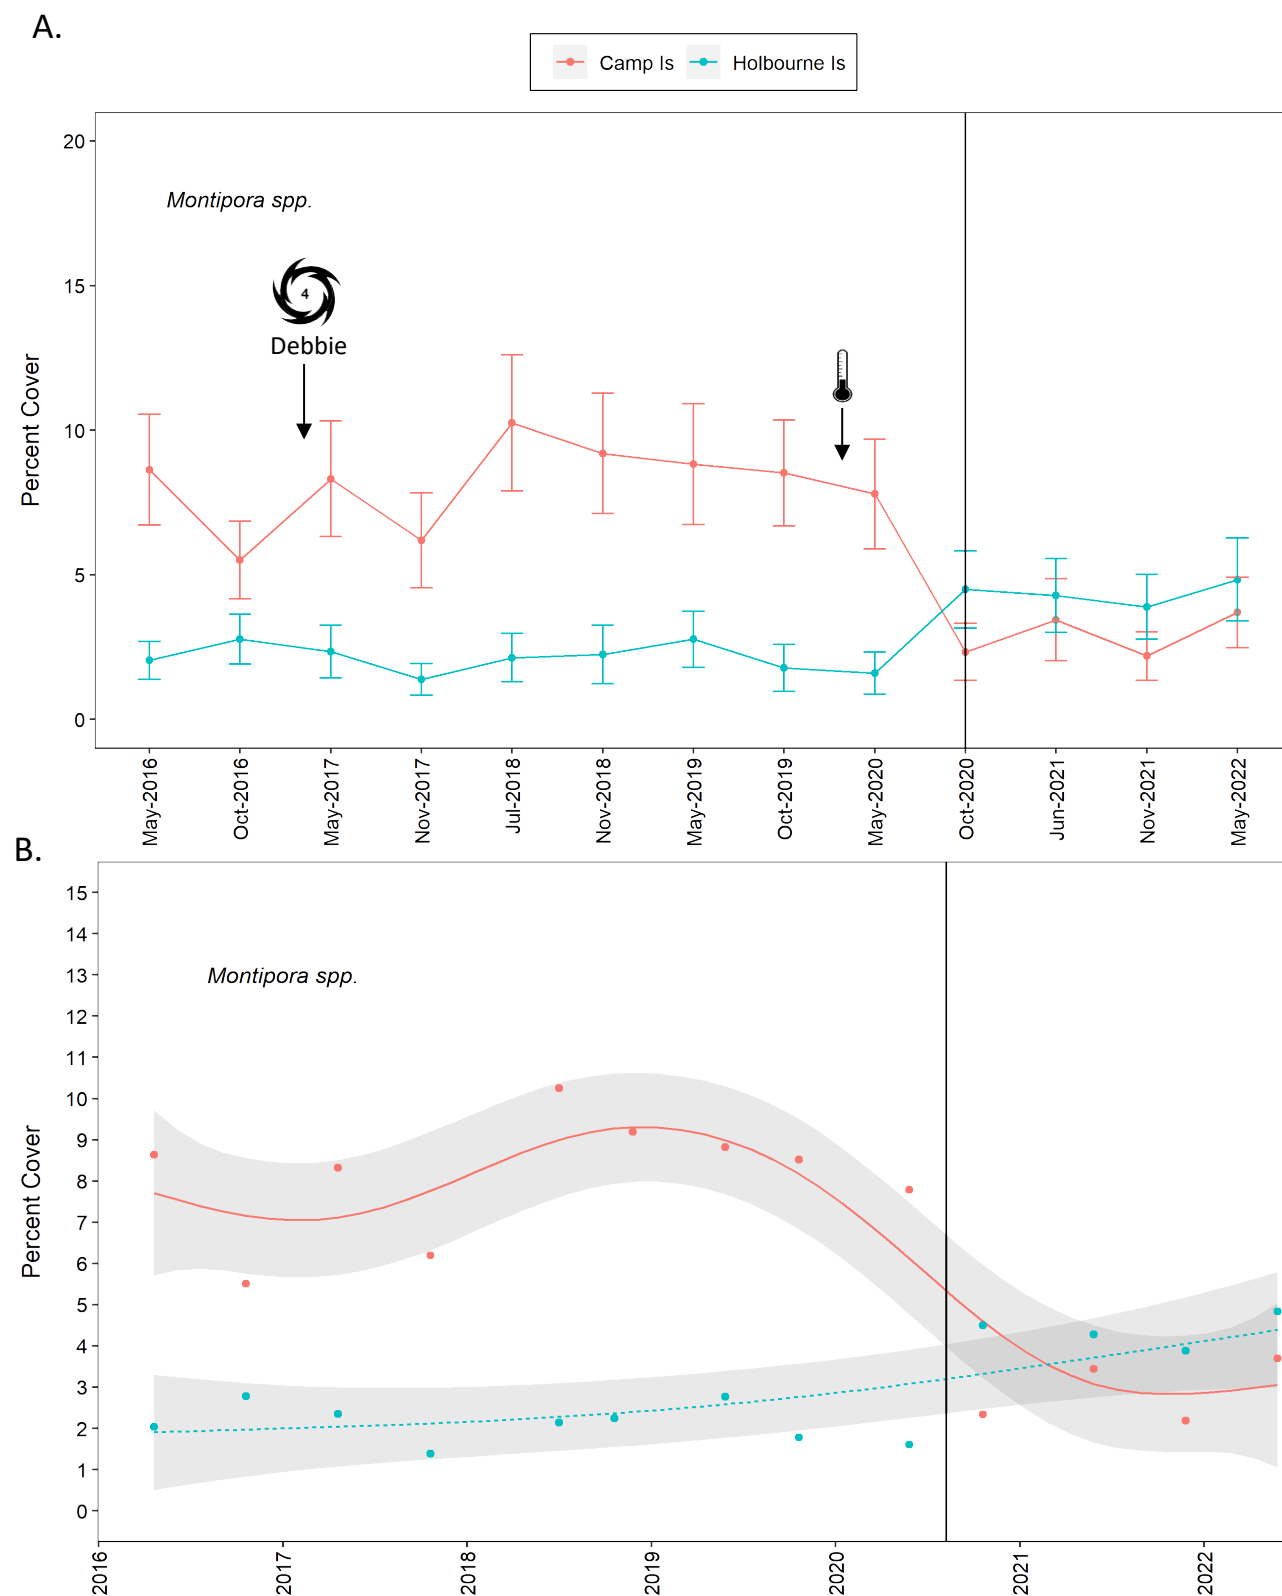 A.
Camp Is Holbourne Is
20
15
10
5
0
Percent Cover
Montipora spp.
4
Debbie
May-2016 Oct-2016 May-2017 Nov-2017 Jul-2018 Nov-2018 May-2019 Oct-2019 May-2020 Oct-2020 Jun-2021 Nov-2021 May-2022
B.
15
14
13
12
11
10
9
8
7
6
5
4
3
2
1
0
Percent Cover
Montipora spp.
2016 2017 2018 2019 2020 2021 2022